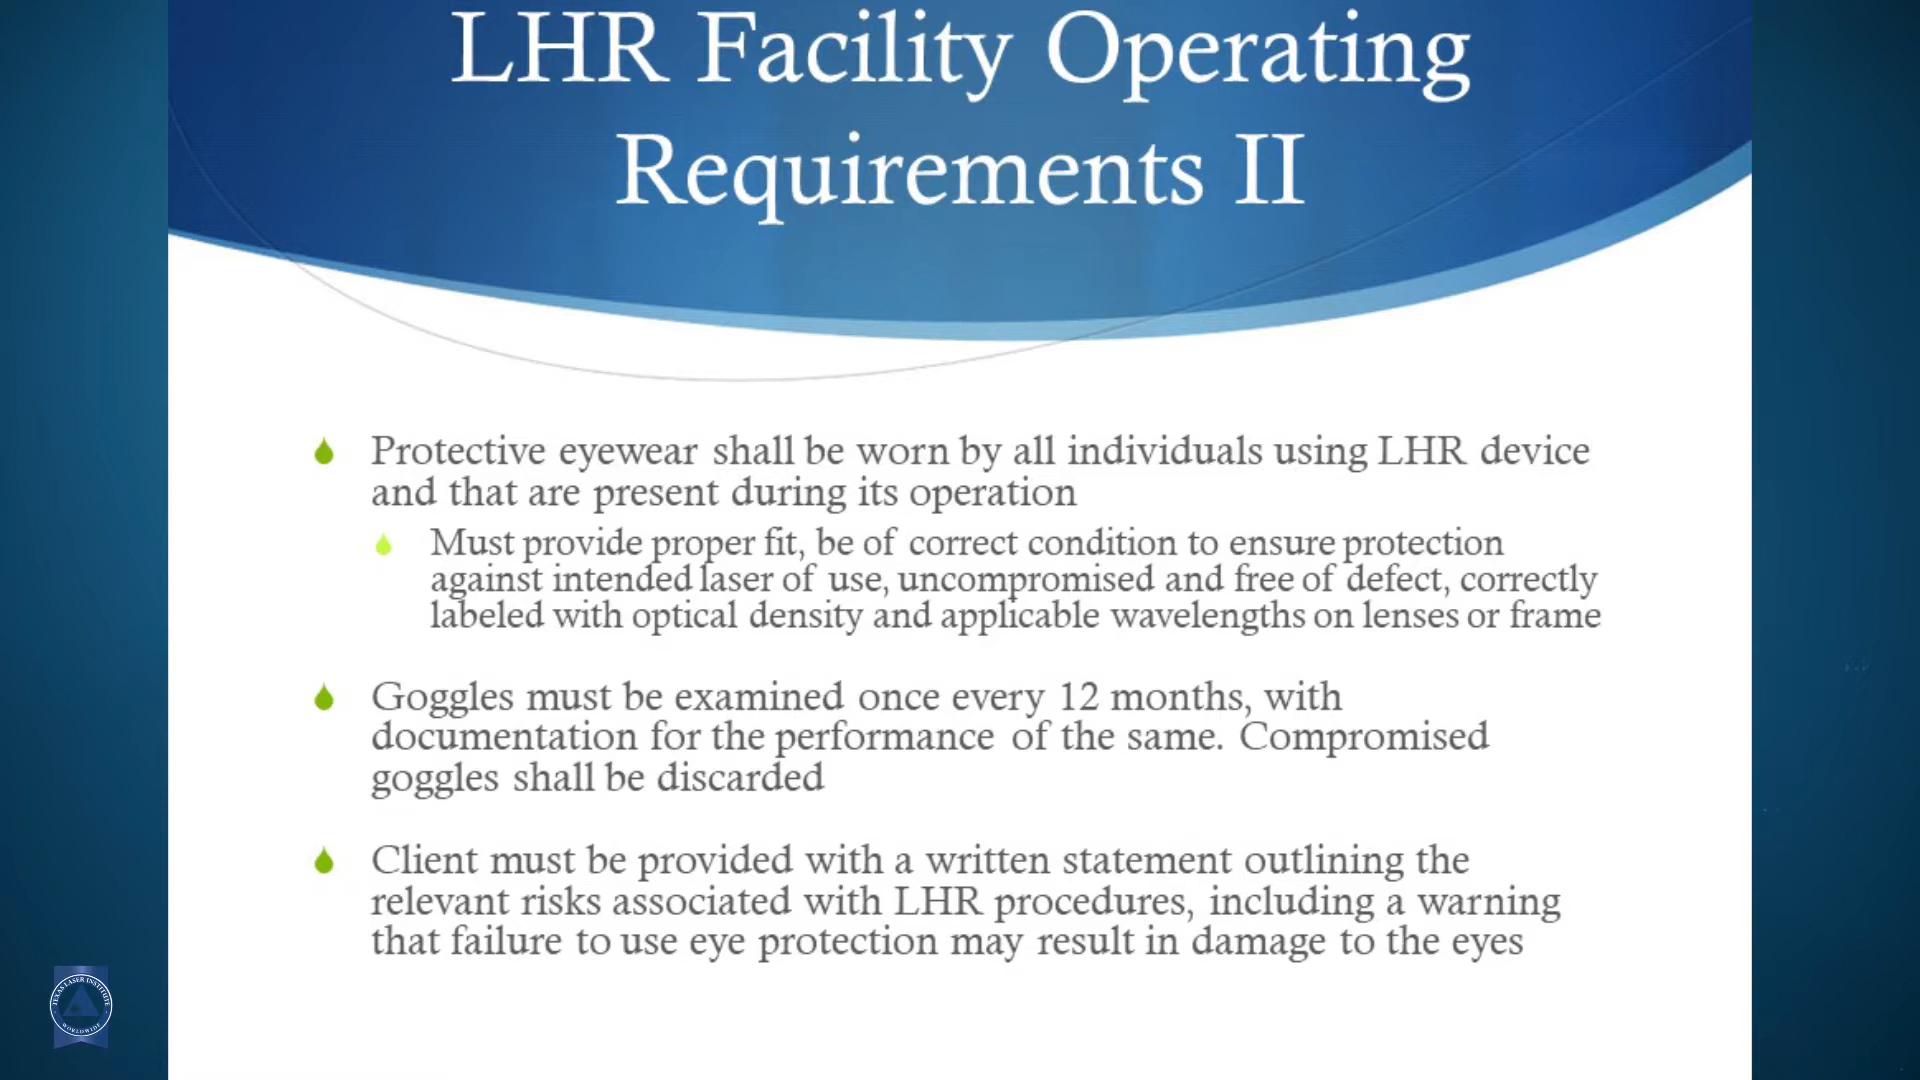 LHR Facility Operating
Requirements II
Protective eyewear shall be worn by all individuals using LHR device
and that are present during its operation
Must provide proper fit, be of correct condition to ensure protection
against intended laser of use, uncompromised and free of defect, correctly
labeled with optical density and applicable wavelengths on lenses or frame
Goggles must be examined once every 12 months, with
documentation for the performance of the same. Compromised
goggles shall be discarded
Client must be provided with a written statement outlining the
relevant risks associated with LHR procedures, including a warning
that failure to use eye protection may result in damage to the eyes
TEXAS LASER INSTITUTE
WORLDWIDE